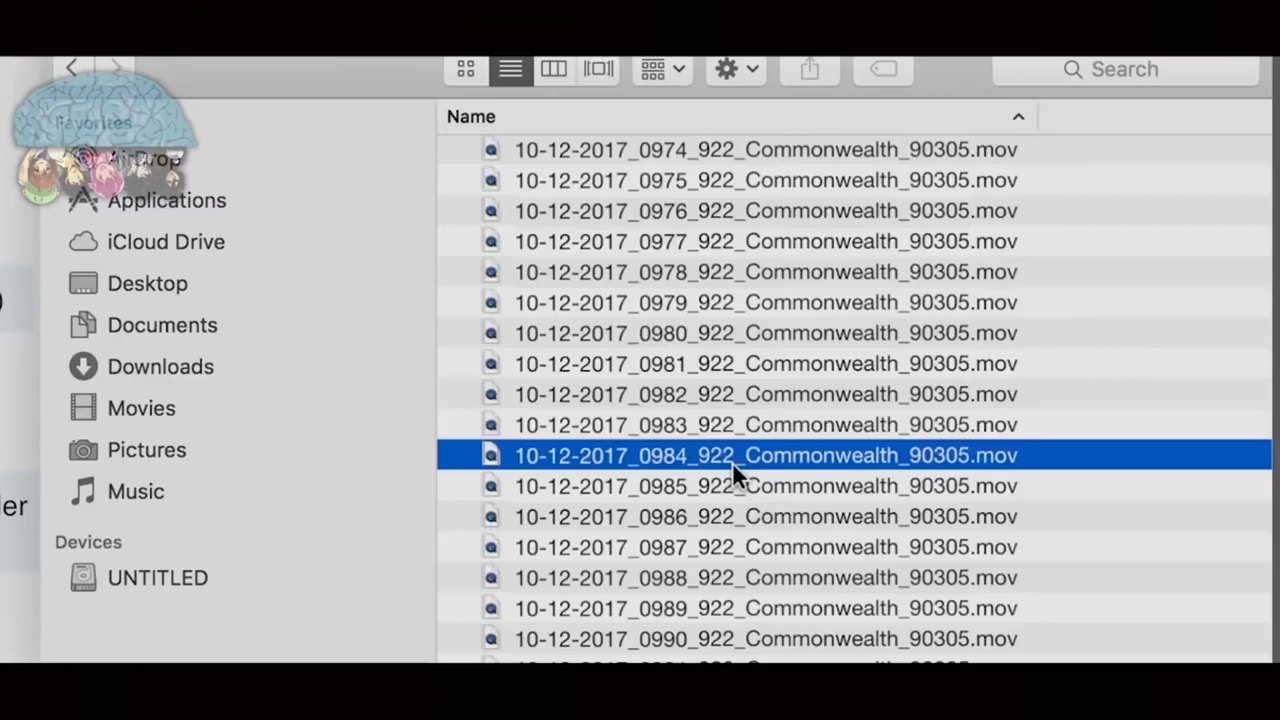 Search
Name
Favorites
AirDrop
Applications
iCloud Drive
Desktop
Documents
Downloads
Movies
Pictures
Music
Devices
UNTITLED
10-12-2017_0974_922_Commonwealth_90305.mov
10-12-2017_0975_922_Commonwealth_90305.mov
10-12-2017_0976_922_Commonwealth_90305.mov
10-12-2017_0977_922_Commonwealth_90305.mov
10-12-2017_0978_922_Commonwealth_90305.mov
10-12-2017_0979_922_Commonwealth_90305.mov
10-12-2017_0980_922_Commonwealth_90305.mov
10-12-2017_0981_922_Commonwealth_90305.mov
10-12-2017_0982_922_Commonwealth_90305.mov
10-12-2017_0983_922_Commonwealth_90305.mov
10-12-2017_0984_922_Commonwealth_90305.mov
10-12-2017_0985_922_Commonwealth_90305.mov
10-12-2017_0986_922_Commonwealth_90305.mov
10-12-2017_0987_922_Commonwealth_90305.mov
10-12-2017_0988_922_Commonwealth_90305.mov
10-12-2017_0989_922_Commonwealth_90305.mov
10-12-2017_0990_922_Commonwealth_90305.mov